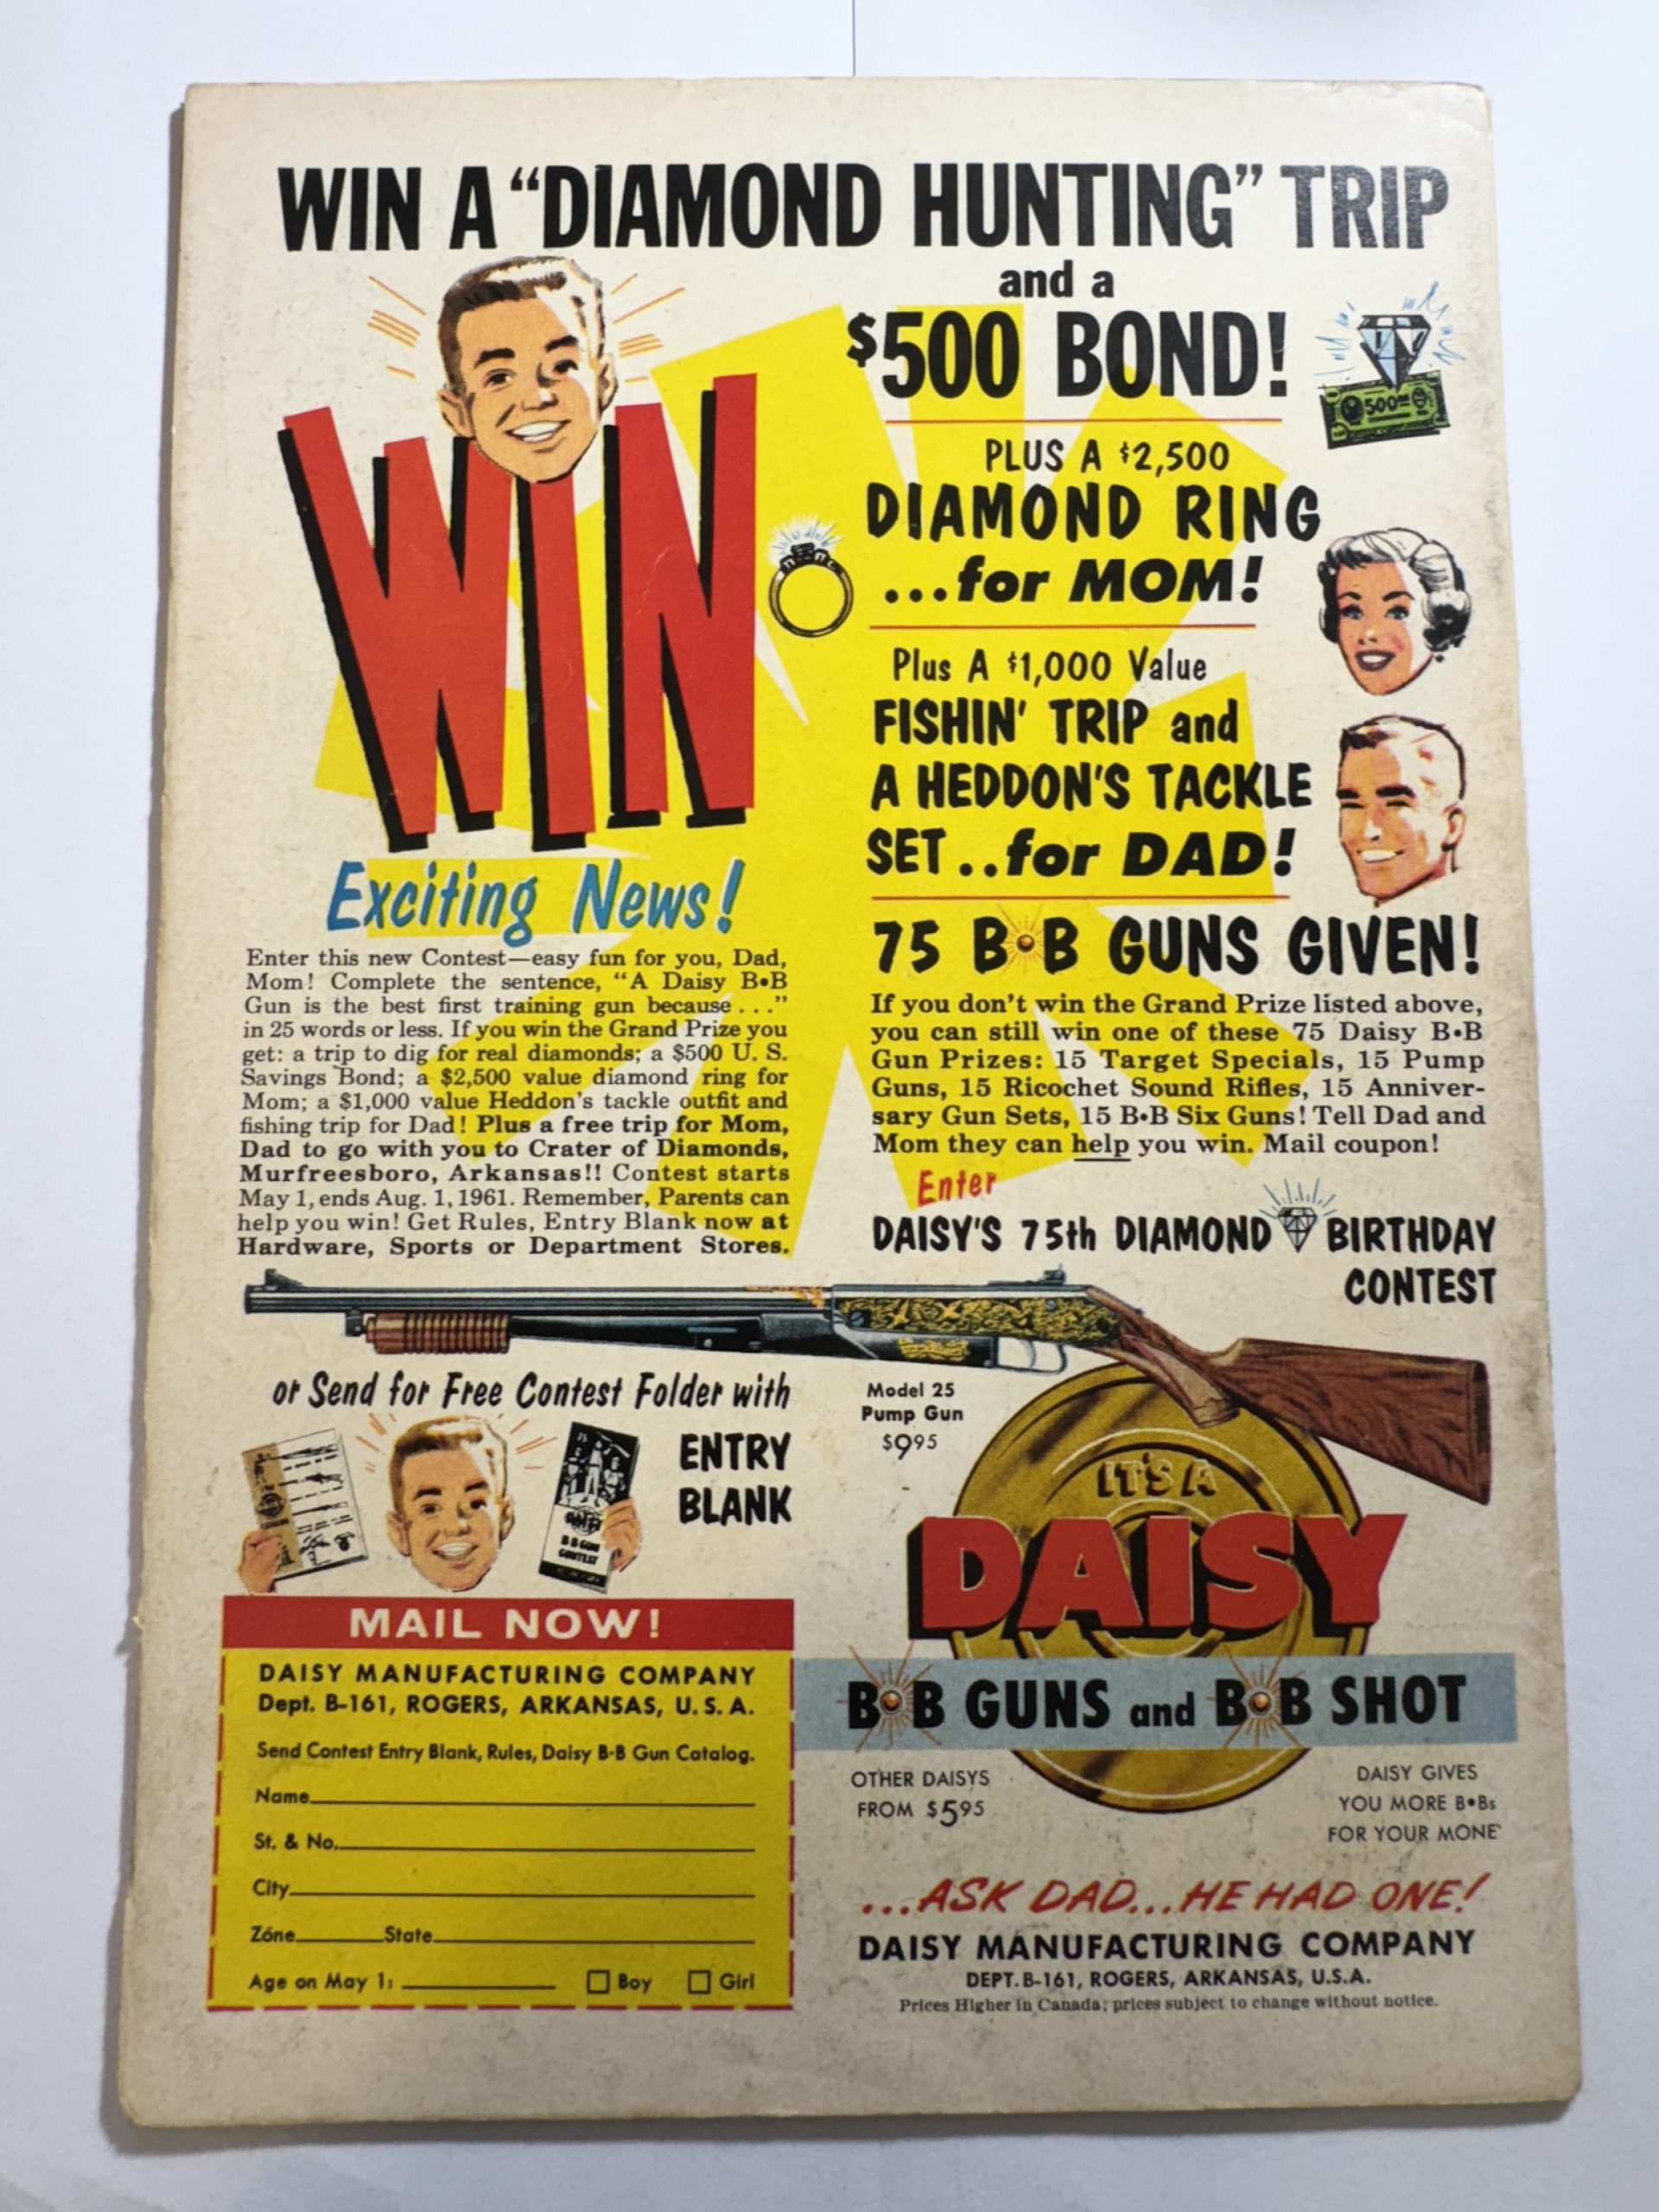 WIN A “DIAMOND HUNTING” TRIP
and a
$500 BOND!
500
WIN
PLUS A $2,500
DIAMOND RING
...for MOM!
Plus A $1,000 Value
FISHIN' TRIP and
A HEDDON'S TACKLE
SET..for DAD!
Exciting News!
Enter this new Contest—easy fun for you, Dad,
Mom! Complete the sentence, “A Daisy B•B
Gun is the best first training gun because . . .”
in 25 words or less. If you win the Grand Prize you
get: a trip to dig for real diamonds; a $500 U. S.
Savings Bond; a $2,500 value diamond ring for
Mom; a $1,000 value Heddon's tackle outfit and
fishing trip for Dad! Plus a free trip for Mom,
Dad to go with you to Crater of Diamonds,
Murfreesboro, Arkansas!! Contest starts
May 1, ends Aug. 1, 1961. Remember, Parents can
help you win! Get Rules, Entry Blank now at
Hardware, Sports or Department Stores.
75 B•B GUNS GIVEN!
If you don't win the Grand Prize listed above,
you can still win one of these 75 Daisy B•B
Gun Prizes: 15 Target Specials, 15 Pump
Guns, 15 Ricochet Sound Rifles, 15 Anniver-
sary Gun Sets, 15 B•B Six Guns! Tell Dad and
Mom they can help you win. Mail coupon!
Enter
DAISY'S 75th DIAMOND BIRTHDAY
CONTEST
or Send for Free Contest Folder with
ENTRY
BLANK
B•B GUN
CONTEST
Model 25
Pump Gun
$9 95
IT'S A
DAISY
B•B GUNS and B•B SHOT
MAIL NOW!
DAISY MANUFACTURING COMPANY
Dept. B-161, ROGERS, ARKANSAS, U. S. A.
Send Contest Entry Blank, Rules, Daisy B·B Gun Catalog.
Name
St. & No.
City
Zone State
Age on May 1: Boy Girl
OTHER DAISYS
FROM $5 95
DAISY GIVES
YOU MORE B•Bs
FOR YOUR MONE
...ASK DAD...HE HAD ONE!
DAISY MANUFACTURING COMPANY
DEPT. B-161, ROGERS, ARKANSAS, U.S.A.
Prices Higher in Canada; prices subject to change without notice.